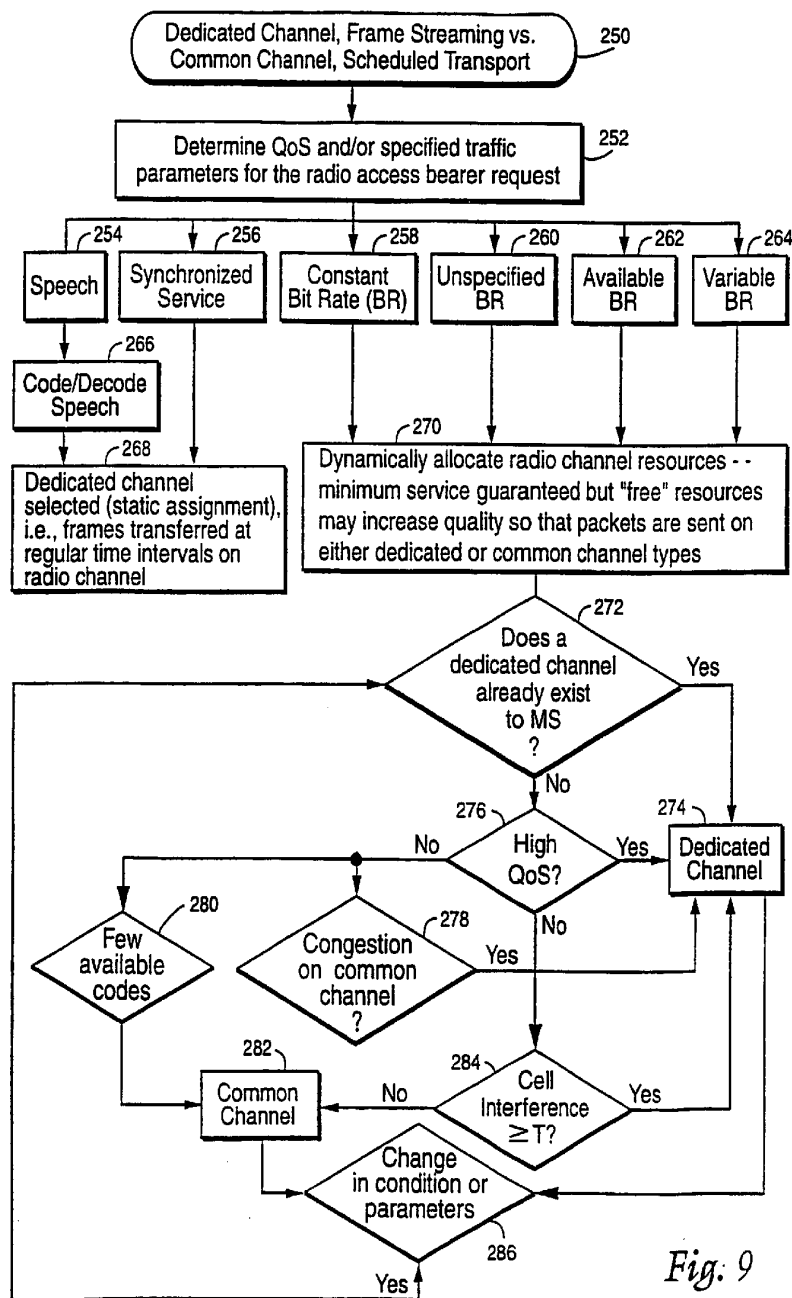 Dedicated Channel, Frame Streaming vs.
Common Channel, Scheduled Transport
250
Determine QoS and/or specified traffic
parameters for the radio access bearer request
252
254
256
258
260
262
264
Speech
Synchronized
Service
Constant
Bit Rate (BR)
Unspecified
BR
Available
BR
Variable
BR
266
Code/Decode
Speech
268
Dedicated channel
selected (static assignment),
i.e., frames transferred at
regular time intervals on
radio channel
270
Dynamically allocate radio channel resources - -
minimum service guaranteed but "free" resources
may increase quality so that packets are sent on
either dedicated or common channel types
272
Does a
dedicated channel
already exist
to MS
?
Yes
No
276
High
QoS?
No
Yes
No
274
Dedicated
Channel
280
Few
available
codes
278
Congestion
on common
channel
?
Yes
282
Common
Channel
284
Cell
Interference
≥T?
No
Yes
Change
in condition or
parameters
286
Yes
Fig. 9